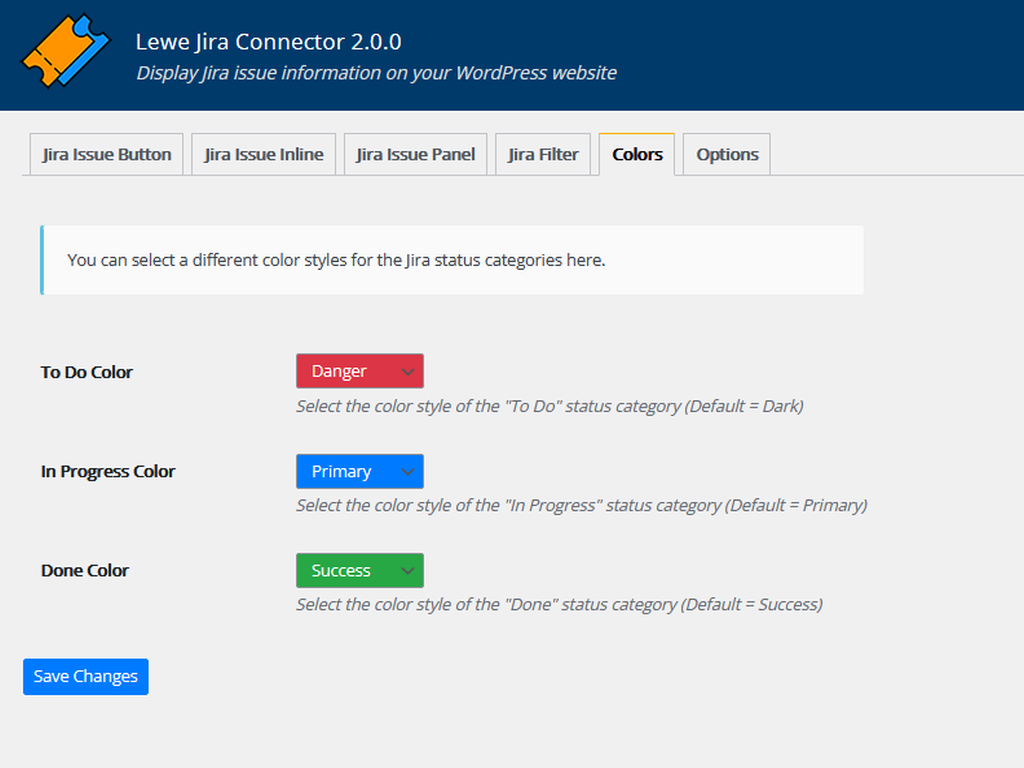 Lewe Jira Connector 2.0.0
Display Jira issue information on your WordPress website
Jira Issue Button Jira Issue Inline Jira Issue Panel Jira Filter Colors Options
You can select a different color styles for the Jira status categories here.
To Do Color Danger
Select the color style of the "To Do" status category (Default = Dark)
In Progress Color Primary
Select the color style of the "In Progress" status category (Default = Primary)
Done Color Success
Select the color style of the "Done" status category (Default = Success)
Save Changes